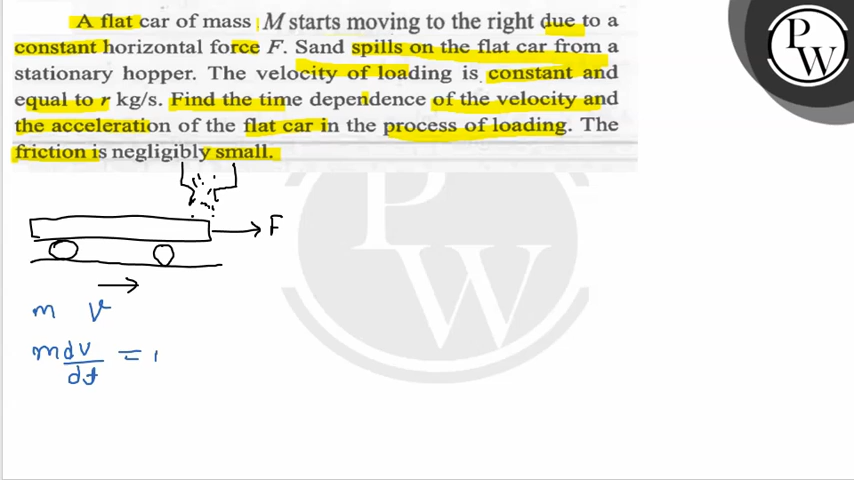 A flat car of mass M starts moving to the right due to a
constant horizontal force F. Sand spills on the flat car from a
stationary hopper. The velocity of loading is constant and
equal to r kg/s. Find the time dependence of the velocity and
the acceleration of the flat car in the process of loading. The
friction is negligibly small.
P
W
F
m v
m dv/dt =
P
W